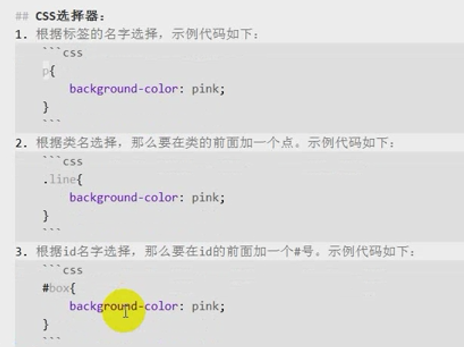 ## CSS选择器：
1. 根据标签的名字选择，示例代码如下：
```css
p{
background-color: pink;
}
```
2. 根据类名选择，那么要在类的前面加一个点。示例代码如下：
```css
.line{
background-color: pink;
}
```
3. 根据id名字选择，那么要在id的前面加一个#号。示例代码如下：
```css
#box{
background-color: pink;
}
```